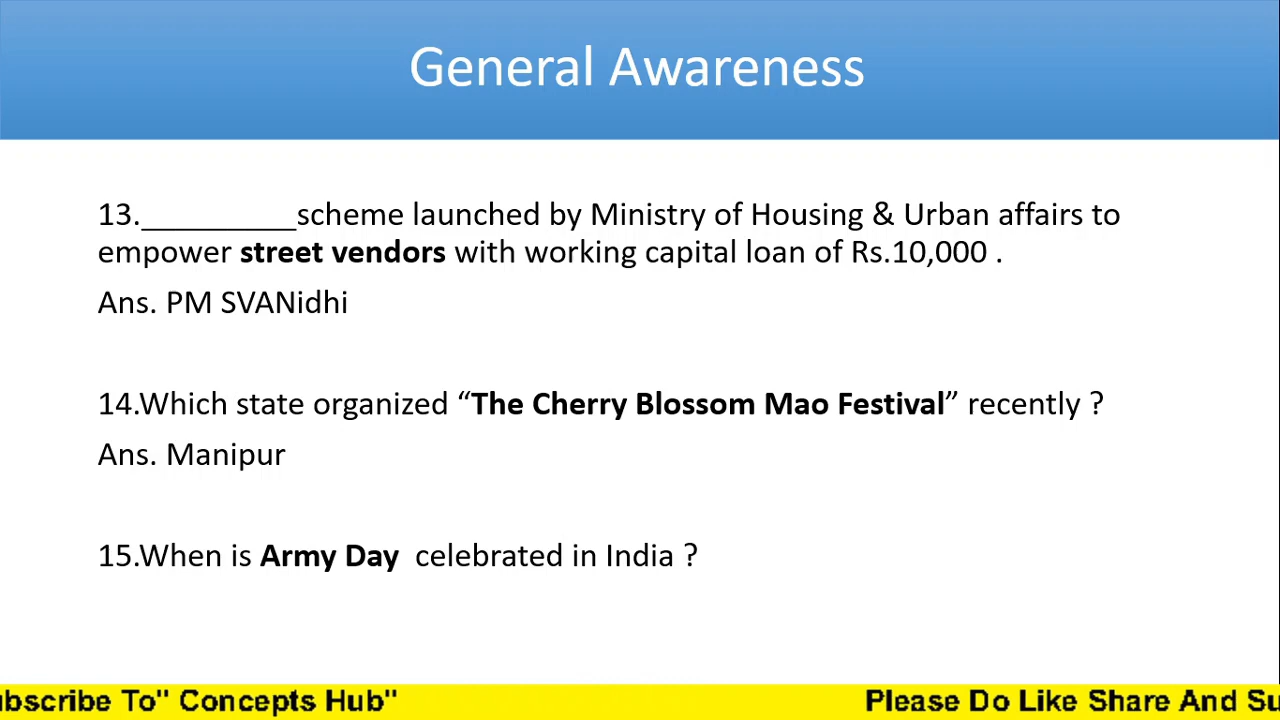 General Awareness
13.__________scheme launched by Ministry of Housing & Urban affairs to
empower street vendors with working capital loan of Rs.10,000 .
Ans. PM SVANidhi
14.Which state organized “The Cherry Blossom Mao Festival” recently ?
Ans. Manipur
15.When is Army Day  celebrated in India ?
ubscribe To" Concepts Hub" Please Do Like Share And Su